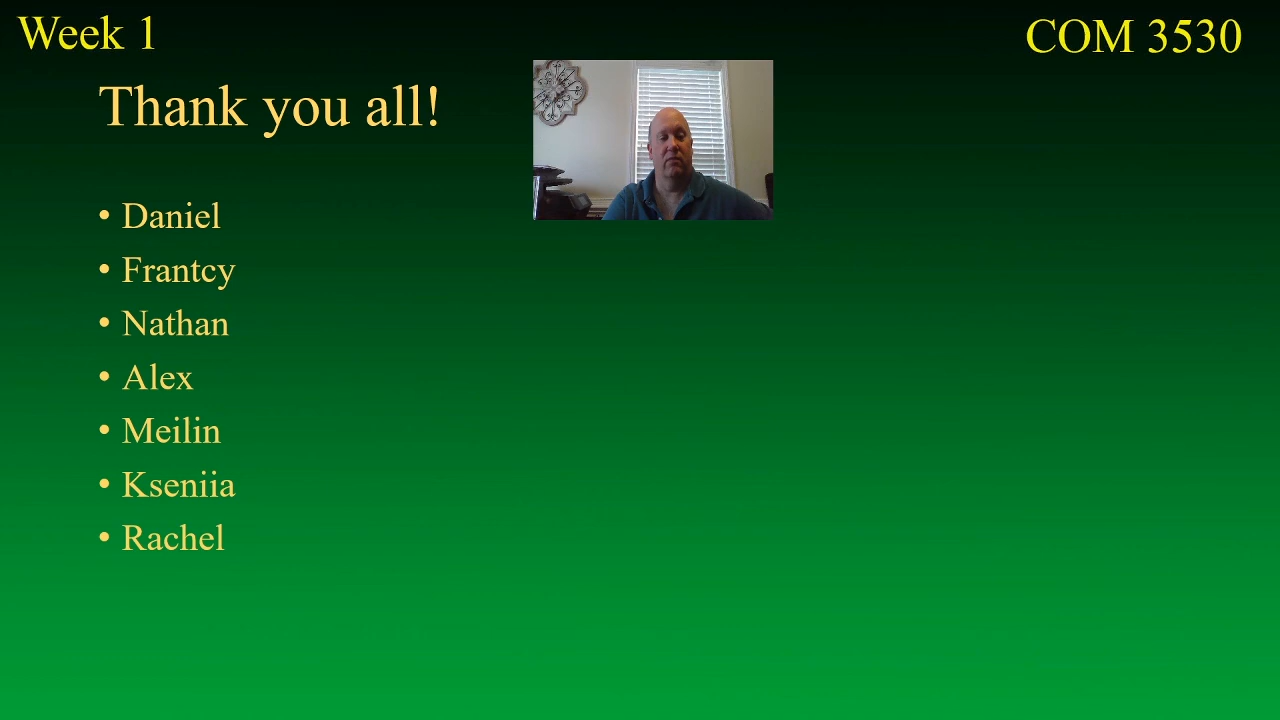 Week 1
COM 3530
Thank you all!
• Daniel
• Frantcy
• Nathan
• Alex
• Meilin
• Kseniia
• Rachel